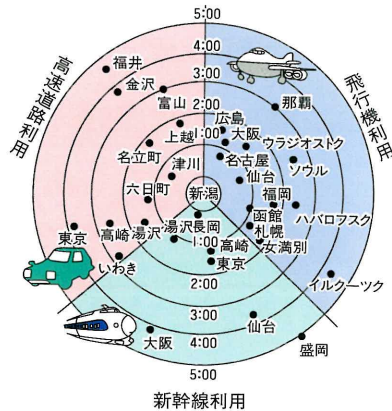 5:00
4:00
3:00
2:00
1:00
高速道路利用
飛行機利用
福井
金沢
富山
上越
名立町
津川
六日町
東京
高崎
湯沢
いわき
新潟
広島
大阪
名古屋
仙台
那覇
ウラジオストク
ソウル
福岡
ハバロフスク
函館
札幌
女満別
イルクーツク
湯沢
長岡
高崎
東京
大阪
仙台
盛岡
1:00
2:00
3:00
4:00
5:00
新幹線利用